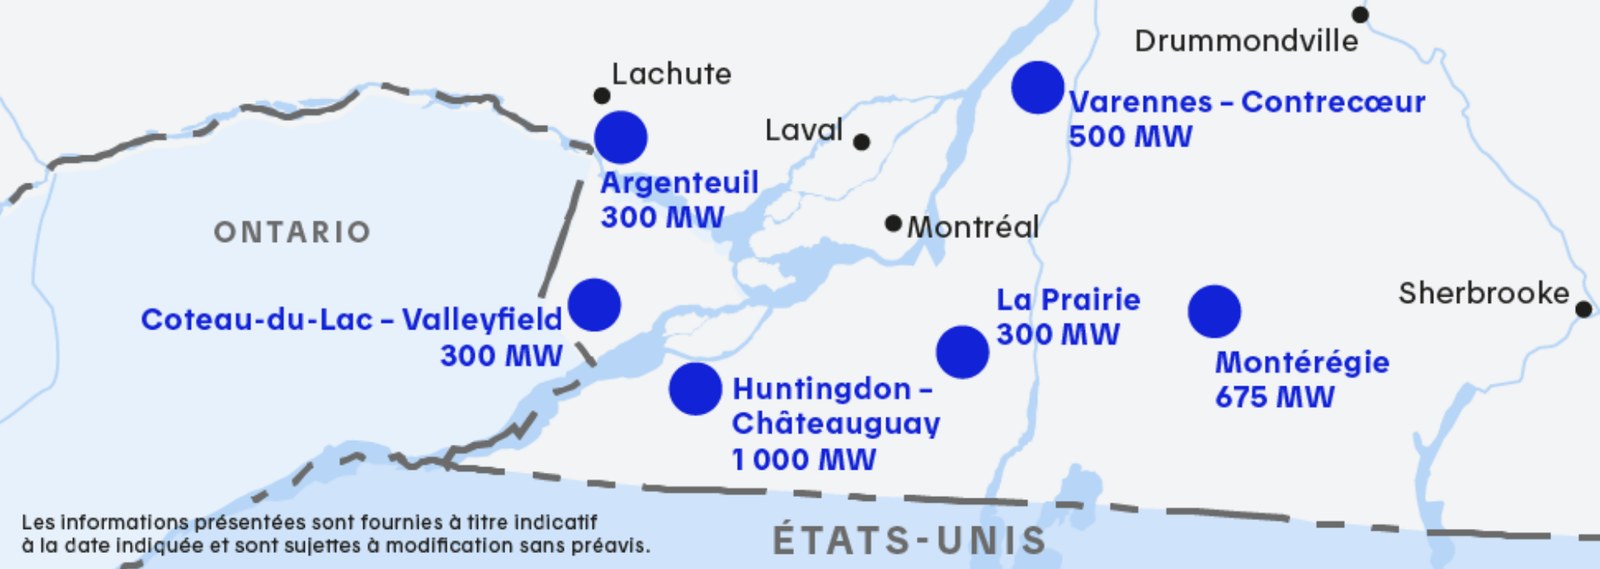 Drummondville
Lachute
Varennes – Contrecœur
500 MW
Laval
Argenteuil
300 MW
ONTARIO
Montréal
Sherbrooke
La Prairie
300 MW
Coteau-du-Lac – Valleyfield
300 MW
Montérégie
675 MW
Huntingdon –
Châteauguay
1 000 MW
Les informations présentées sont fournies à titre indicatif
à la date indiquée et sont sujettes à modification sans préavis.
ÉTATS-UNIS